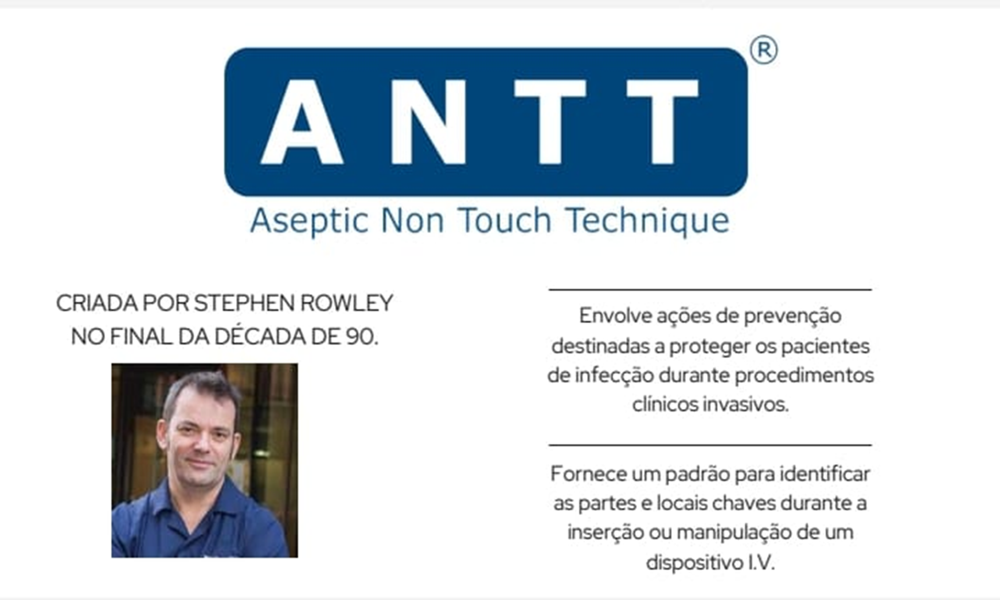 ANTT
®
Aseptic Non Touch Technique
CRIADA POR STEPHEN ROWLEY
NO FINAL DA DÉCADA DE 90.
Envolve ações de prevenção
destinadas a proteger os pacientes
de infecção durante procedimentos
clínicos invasivos.
Fornece um padrão para identificar
as partes e locais chaves durante a
inserção ou manipulação de um
dispositivo I.V.